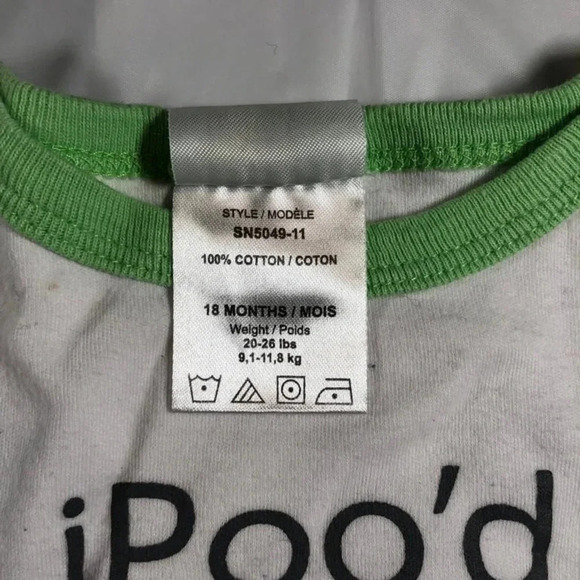 STYLE / MODÈLE
SN5049-11
100% COTTON / COTON
18 MONTHS / MOIS
Weight / Poids
20-26 lbs
9,1-11,8 kg
iPoo'd